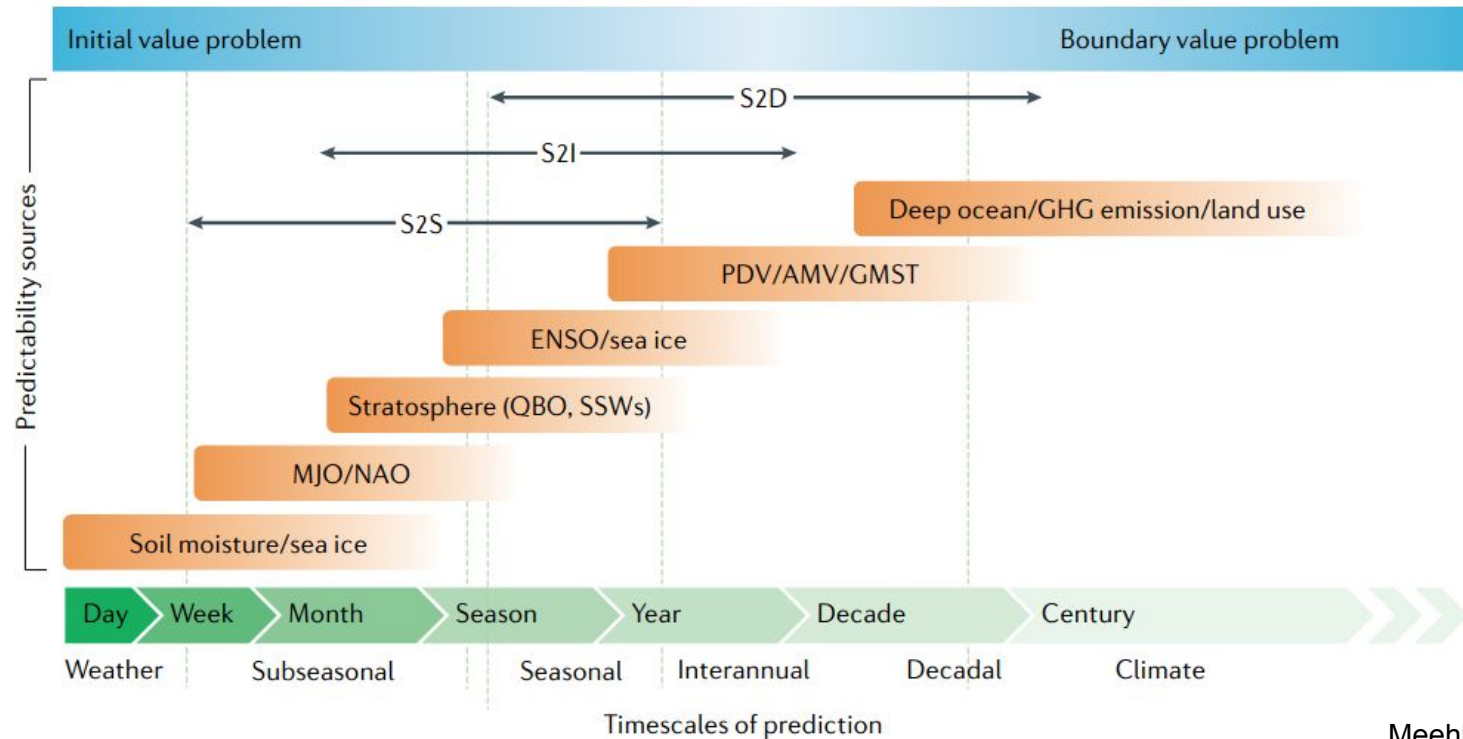 Initial value problem
Boundary value problem
Predictability sources
S2D
S2I
S2S
Deep ocean/GHG emission/land use
PDV/AMV/GMST
ENSO/sea ice
Stratosphere (QBO, SSWs)
MJO/NAO
Soil moisture/sea ice
Day Week Month Season Year Decade Century
Weather Subseasonal Seasonal Interannual Decadal Climate
Timescales of prediction